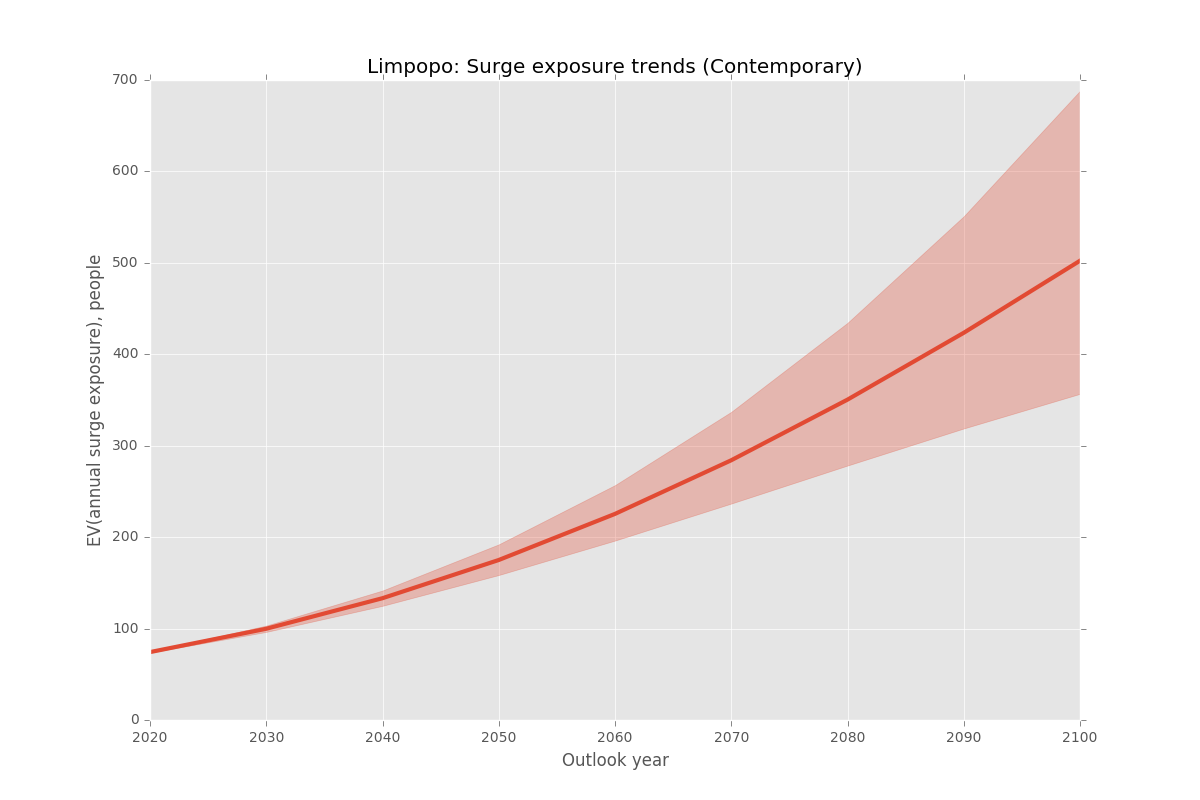 Limpopo: Surge exposure trends (Contemporary)
700
600
500
400
300
200
100
0
EV(annual surge exposure), people
2020 2030 2040 2050 2060 2070 2080 2090 2100
Outlook year